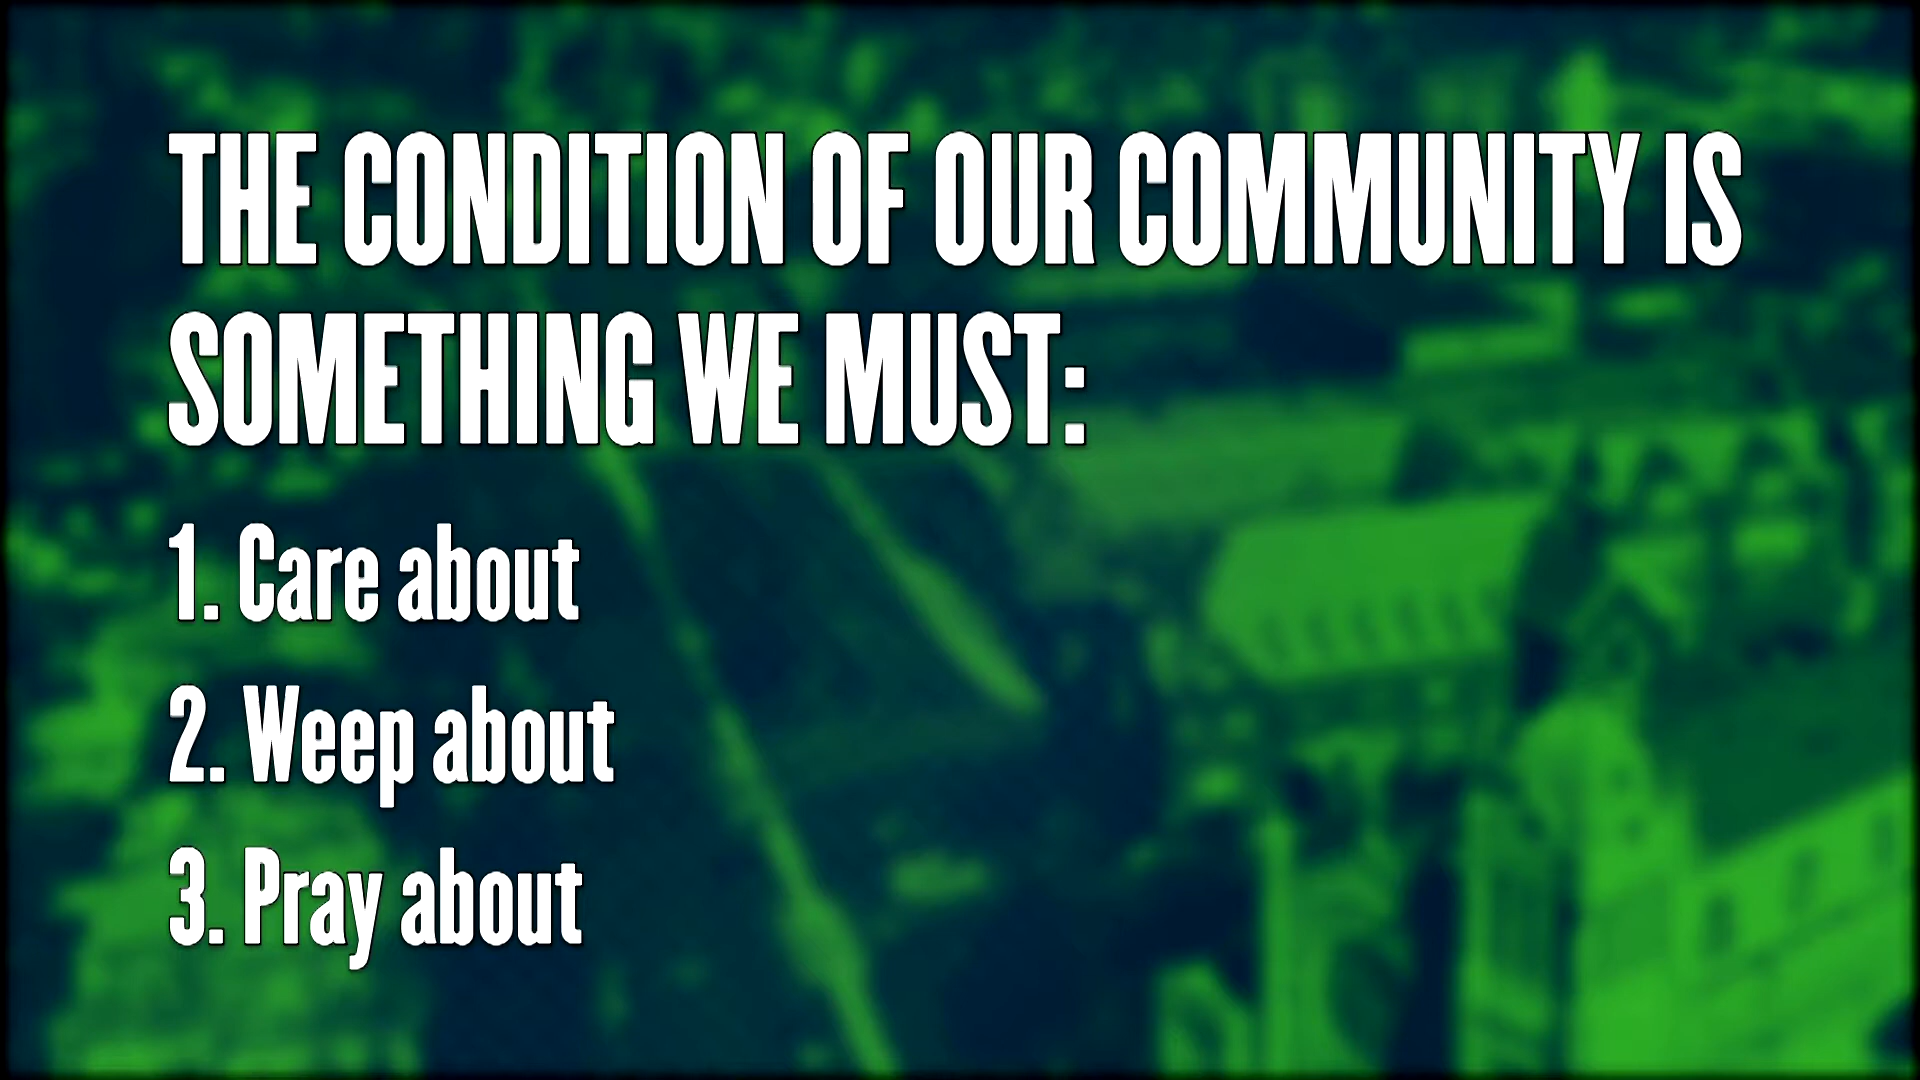 THE CONDITION OF OUR COMMUNITY IS
SOMETHING WE MUST:
1. Care about
2. Weep about
3. Pray about